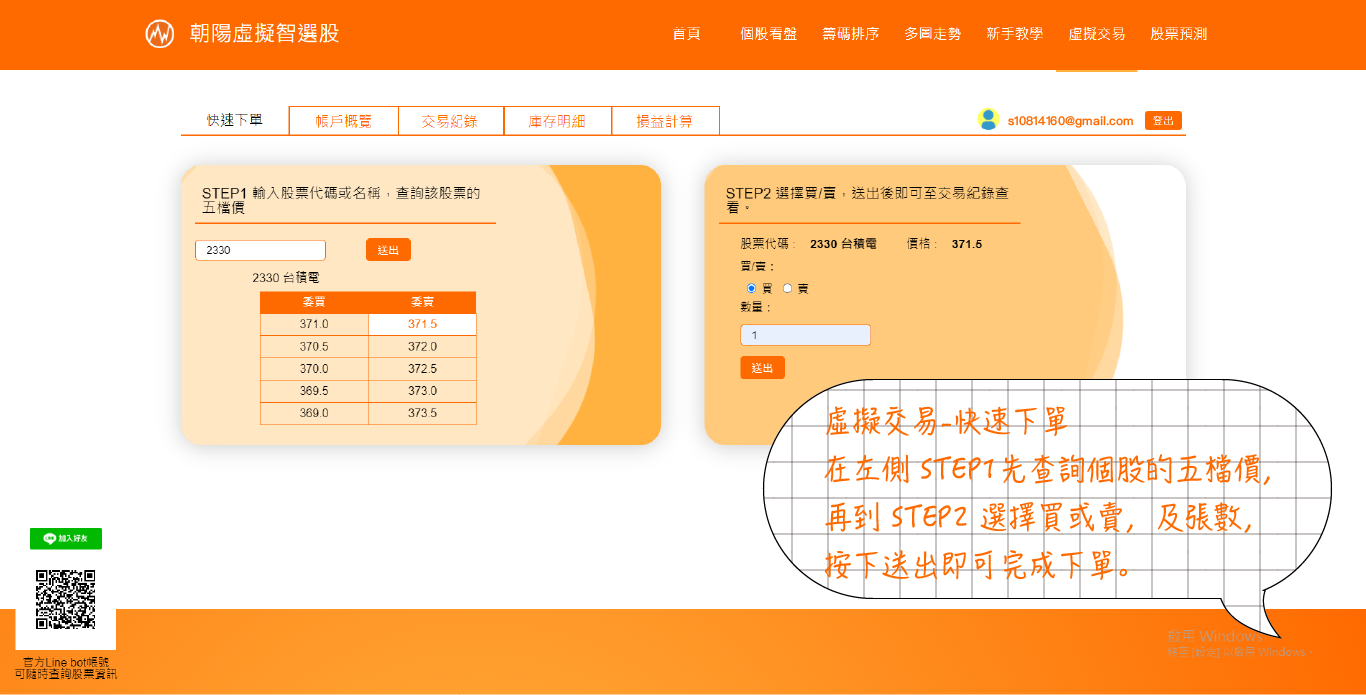 朝陽虛擬智選股
首頁 個股看盤 籌碼排序 多圖走勢 新手教學 虛擬交易 股票預測
快速下單 帳戶概覽 交易紀錄 庫存明細 損益計算
s10814160@gmail.com 登出
STEP1 輸入股票代碼或名稱，查詢該股票的
五檔價
2330 送出
2330 台積電
委買 委賣
371.0 371.5
370.5 372.0
370.0 372.5
369.5 373.0
369.0 373.5
STEP2 選擇買/賣，送出後即可至交易紀錄查
看。
股票代碼： 2330 台積電 價格： 371.5
買/賣：
買 賣
數量：
1
送出
虛擬交易-快速下單
在左側 STEP1 先查詢個股的五檔價,
再到 STEP2 選擇買或賣, 及張數,
按下送出即可完成下單。
加入好友
官方Line bot帳號
可隨時查詢股票資訊
啟用 Windows
移至 [設定] 以啟用 Windows。